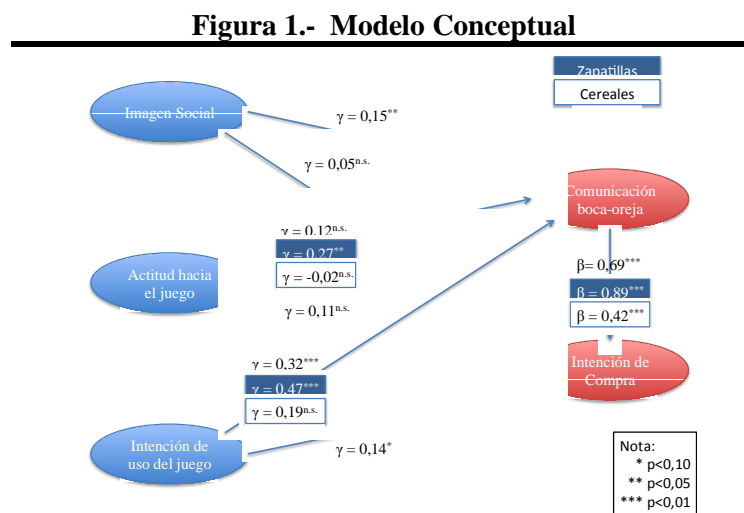 Figura 1.- Modelo Conceptual
Zapatillas
Cereales
Imagen Social
γ = 0,15**
γ = 0,05n.s.
Comunicación
boca-oreja
γ = 0,12n.s.
γ = 0,27**
γ = -0,02n.s.
Actitud hacia
el juego
γ = 0,11n.s.
β= 0,69***
β = 0,89***
β = 0,42***
γ = 0,32***
γ = 0,47***
γ = 0,19n.s.
Intención de
Compra
Intención de
uso del juego
γ = 0,14*
Nota:
* p<0,10
** p<0,05
*** p<0,01